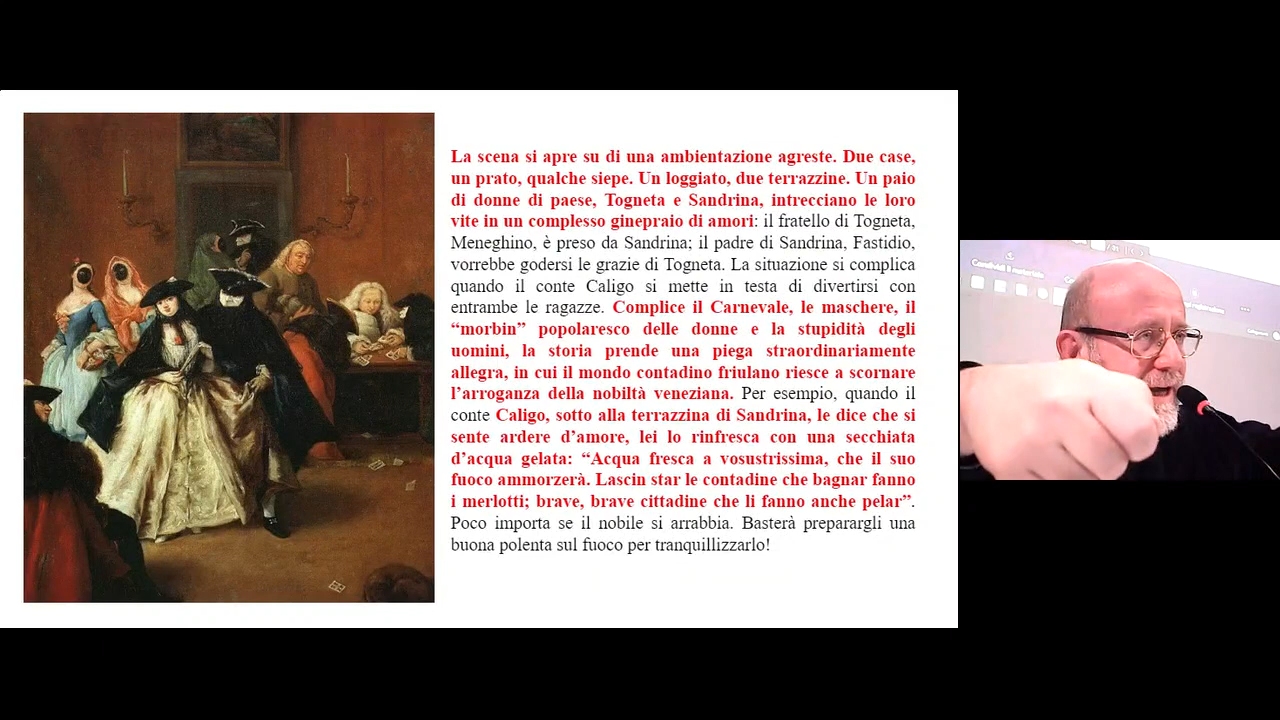 La scena si apre su di una ambientazione agreste. Due case,
un prato, qualche siepe. Un loggiato, due terrazzine. Un paio
di donne di paese, Togneta e Sandrina, intrecciano le loro
vite in un complesso ginepraio di amori: il fratello di Togneta,
Meneghino, è preso da Sandrina; il padre di Sandrina, Fastidio,
vorrebbe godersi le grazie di Togneta. La situazione si complica
quando il conte Caligo si mette in testa di divertirsi con
entrambe le ragazze. Complice il Carnevale, le maschere, il
“morbin” popolaresco delle donne e la stupidità degli
uomini, la storia prende una piega straordinariamente
allegra, in cui il mondo contadino friulano riesce a scornare
l’arroganza della nobiltà veneziana. Per esempio, quando il
conte Caligo, sotto alla terrazzina di Sandrina, le dice che si
sente ardere d’amore, lei lo rinfresca con una secchiata
d’acqua gelata: “Acqua fresca a vosustrissima, che il suo
fuoco ammorzerà. Lascin star le contadine che bagnar fanno
i merlotti; brave, brave cittadine che li fanno anche pelar”.
Poco importa se il nobile si arrabbia. Basterà preparargli una
buona polenta sul fuoco per tranquillizzarlo!